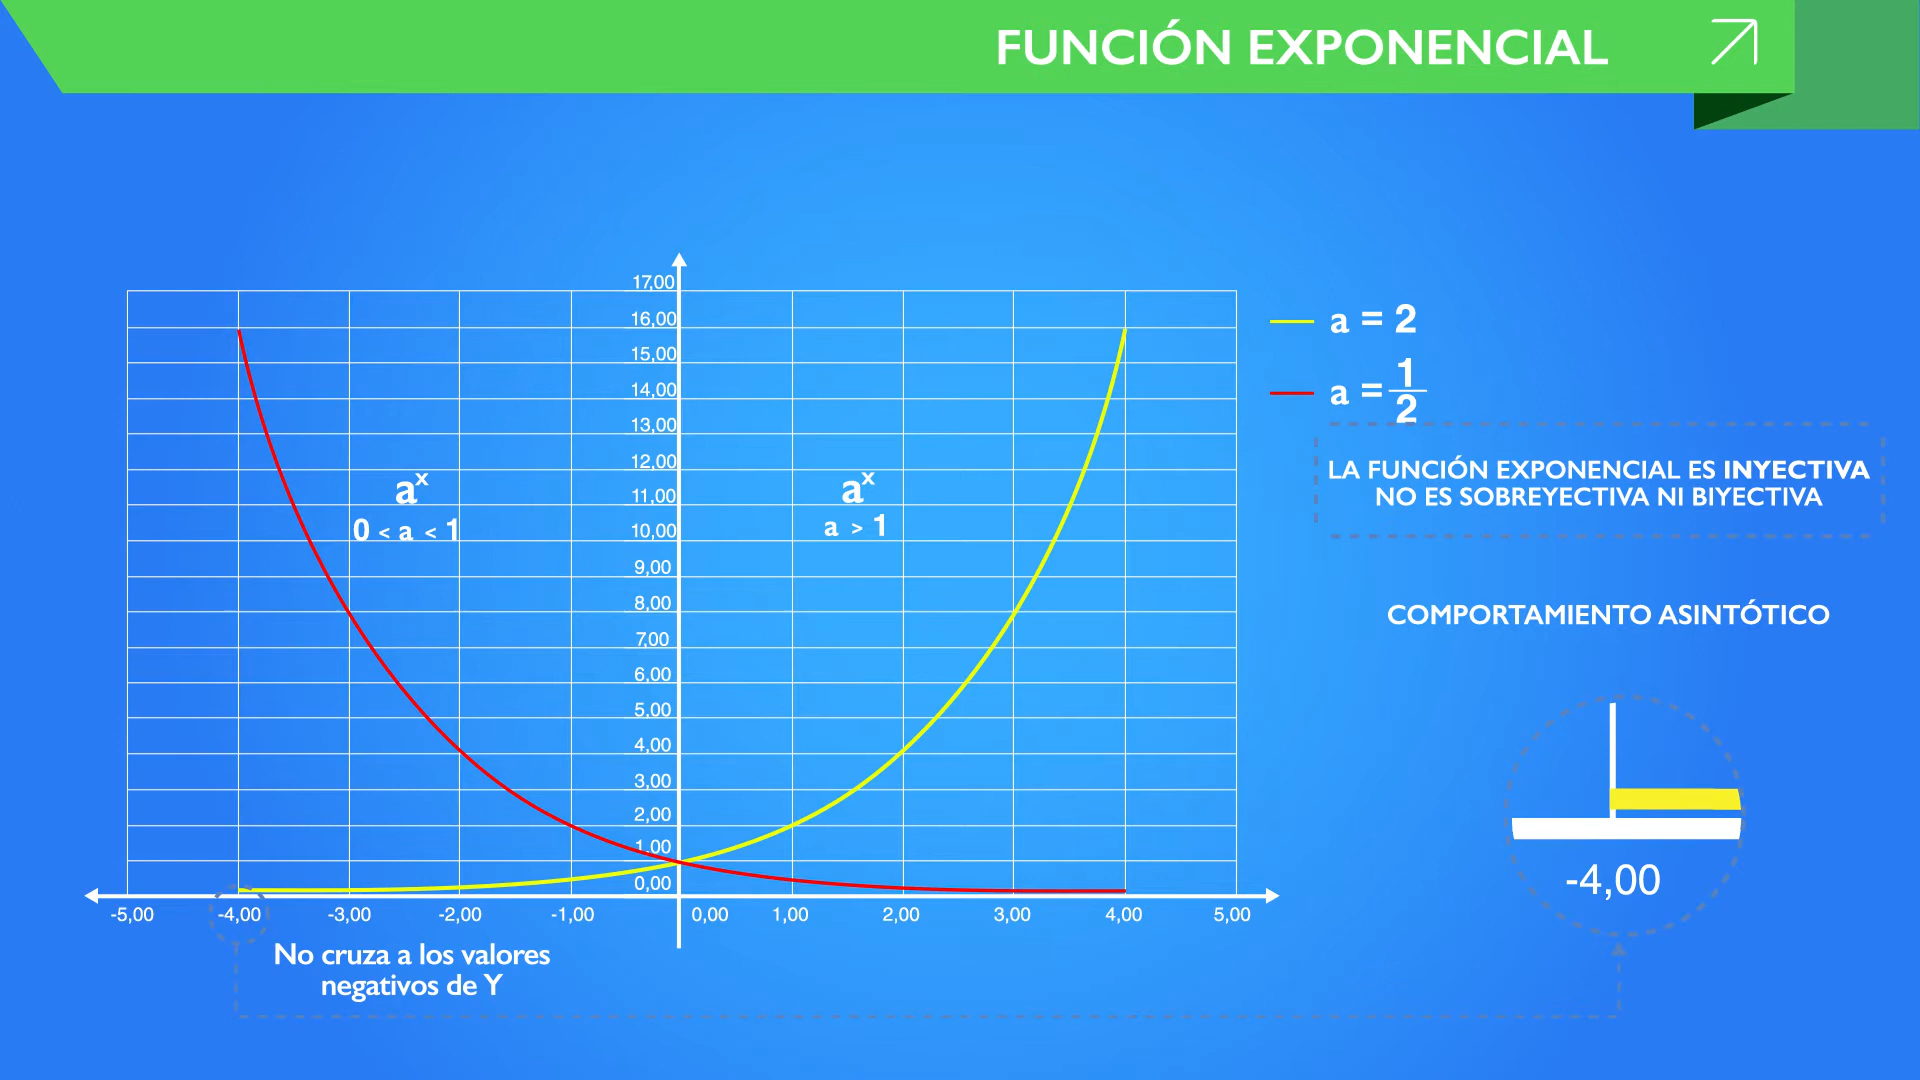 FUNCIÓN EXPONENCIAL
17,00
16,00
15,00
14,00
13,00
12,00
11,00
10,00
9,00
8,00
7,00
6,00
5,00
4,00
3,00
2,00
1,00
0,00
-5,00 -4,00 -3,00 -2,00 -1,00 0,00 1,00 2,00 3,00 4,00 5,00
aˣ
0 < a < 1
aˣ
a > 1
a = 2
a = 1/2
LA FUNCIÓN EXPONENCIAL ES INYECTIVA
NO ES SOBREYECTIVA NI BIYECTIVA
COMPORTAMIENTO ASINTÓTICO
-4,00
No cruza a los valores
negativos de Y